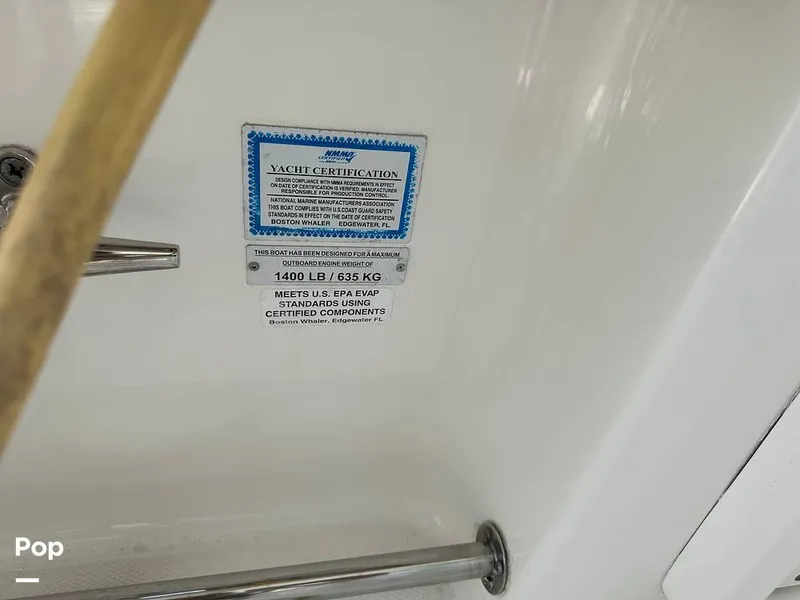 NMMA
CERTIFIED
YACHT CERTIFICATION
DESIGN COMPLIANCE WITH NMMA REQUIREMENTS IN EFFECT
ON DATE OF CERTIFICATION IS VERIFIED. MANUFACTURER
RESPONSIBLE FOR PRODUCTION CONTROL.
NATIONAL MARINE MANUFACTURERS ASSOCIATION
THIS BOAT COMPLIES WITH U.S.COAST GUARD SAFETY
STANDARDS IN EFFECT ON THE DATE OF CERTIFICATION
BOSTON WHALER EDGEWATER, FL.
THIS BOAT HAS BEEN DESIGNED FOR A MAXIMUM
OUTBOARD ENGINE WEIGHT OF
1400 LB / 635 KG
MEETS U.S. EPA EVAP
STANDARDS USING
CERTIFIED COMPONENTS
Boston Whaler, Edgewater FL
Pop